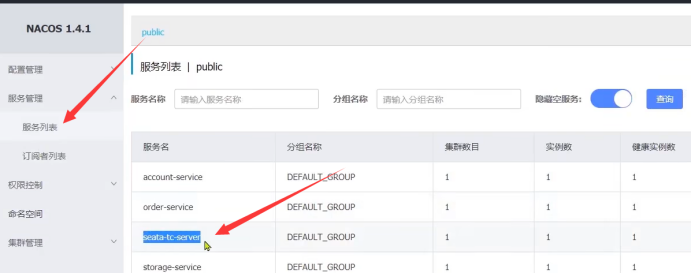 NACOS 1.4.1
public
配置管理
服务列表 | public
服务管理
服务名称 请输入服务名称 分组名称 请输入分组名称 隐藏空服务: 查询
服务列表
订阅者列表
权限控制
命名空间
集群管理
服务名 分组名称 集群数目 实例数 健康实例数
account-service DEFAULT_GROUP 1 1 1
order-service DEFAULT_GROUP 1 1 1
seata-tc-server DEFAULT_GROUP 1 1 1
storage-service DEFAULT_GROUP 1 1 1